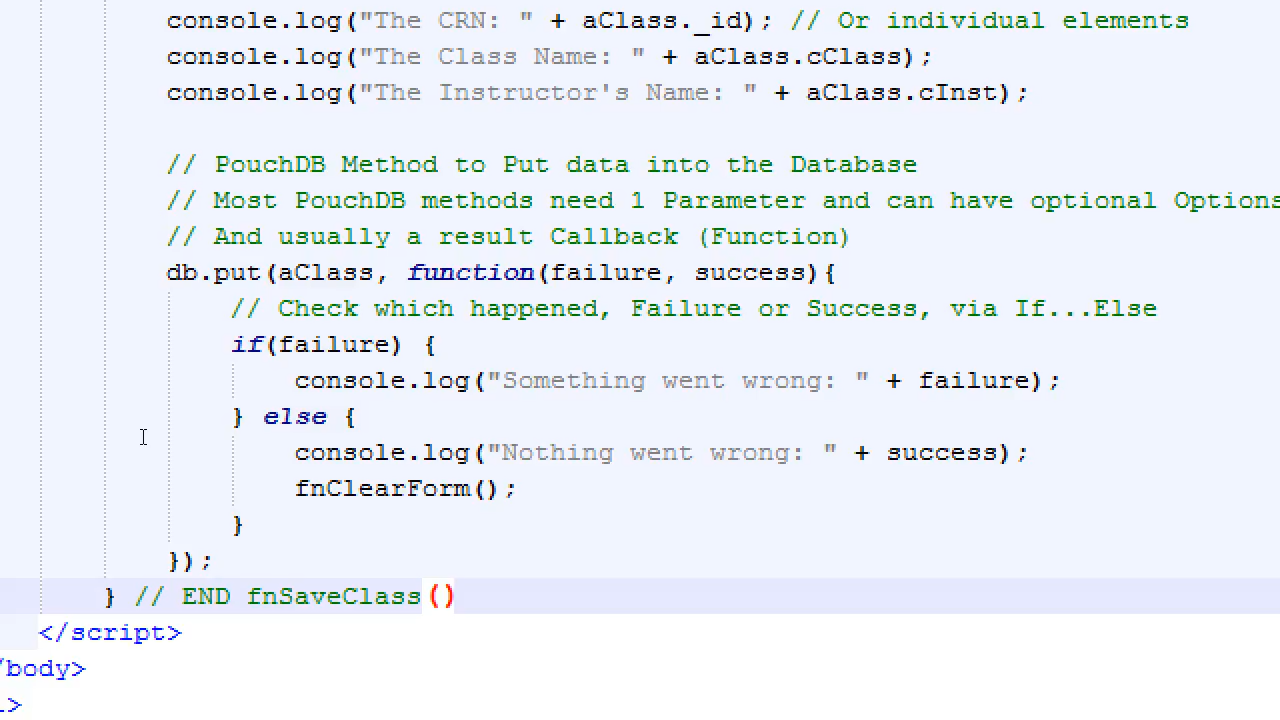 console.log("The CRN: " + aClass._id); // Or individual elements
console.log("The Class Name: " + aClass.cClass);
console.log("The Instructor's Name: " + aClass.cInst);
// PouchDB Method to Put data into the Database
// Most PouchDB methods need 1 Parameter and can have optional Options
// And usually a result Callback (Function)
db.put(aClass, function(failure, success){
// Check which happened, Failure or Success, via If...Else
if(failure) {
console.log("Something went wrong: " + failure);
} else {
console.log("Nothing went wrong: " + success);
fnClearForm();
}
});
} // END fnSaveClass()
</script>
/body>
>